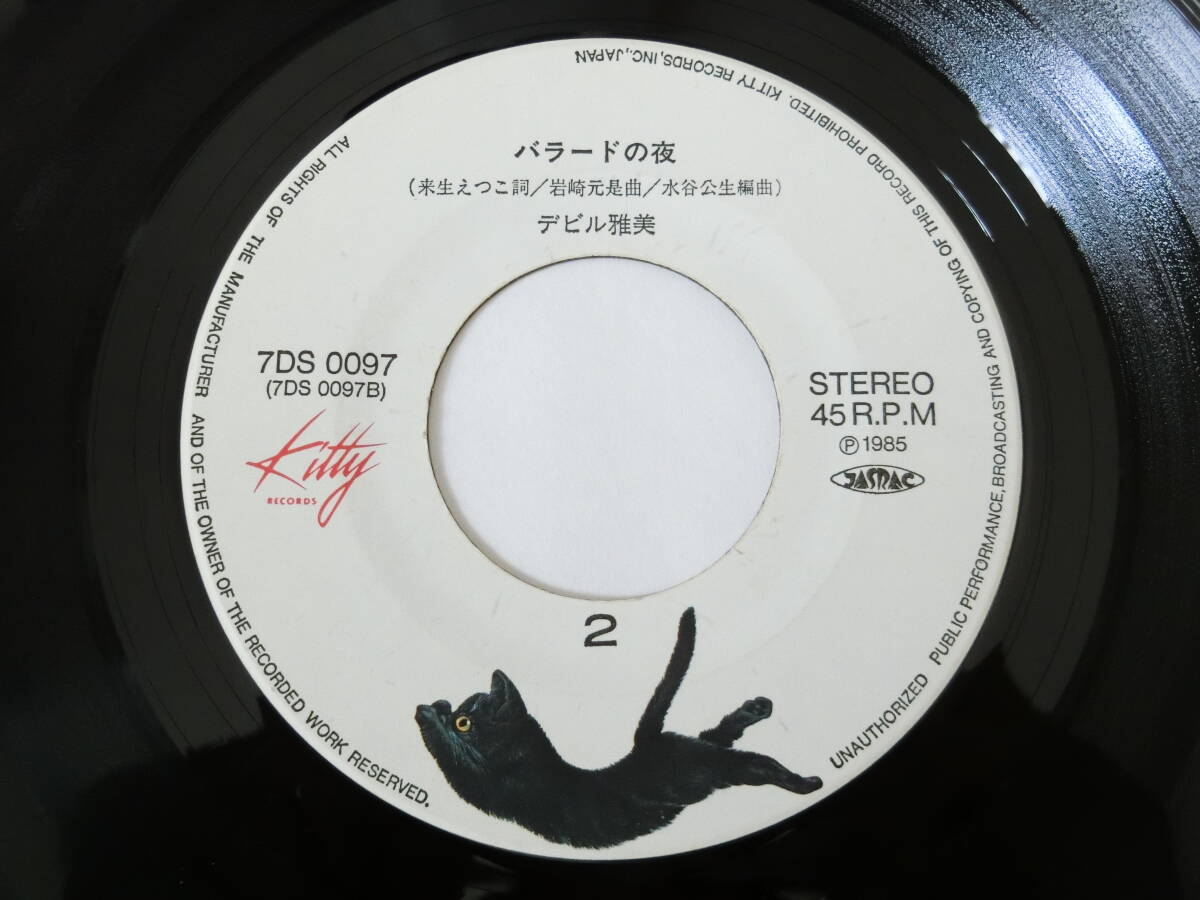 バラードの夜
(来生えつこ詞/岩崎元是曲/水谷公生編曲)
デビル雅美
7DS 0097
(7DS 0097B)
Kitty
RECORDS
STEREO
45 R.P.M
℗ 1985
JASRAC
2
ALL RIGHTS OF THE MANUFACTURER AND OF THE OWNER OF THE RECORDED WORK RESERVED.
UNAUTHORIZED PUBLIC PERFORMANCE, BROADCASTING AND COPYING OF THIS RECORD PROHIBITED. KITTY RECORDS, INC., JAPAN